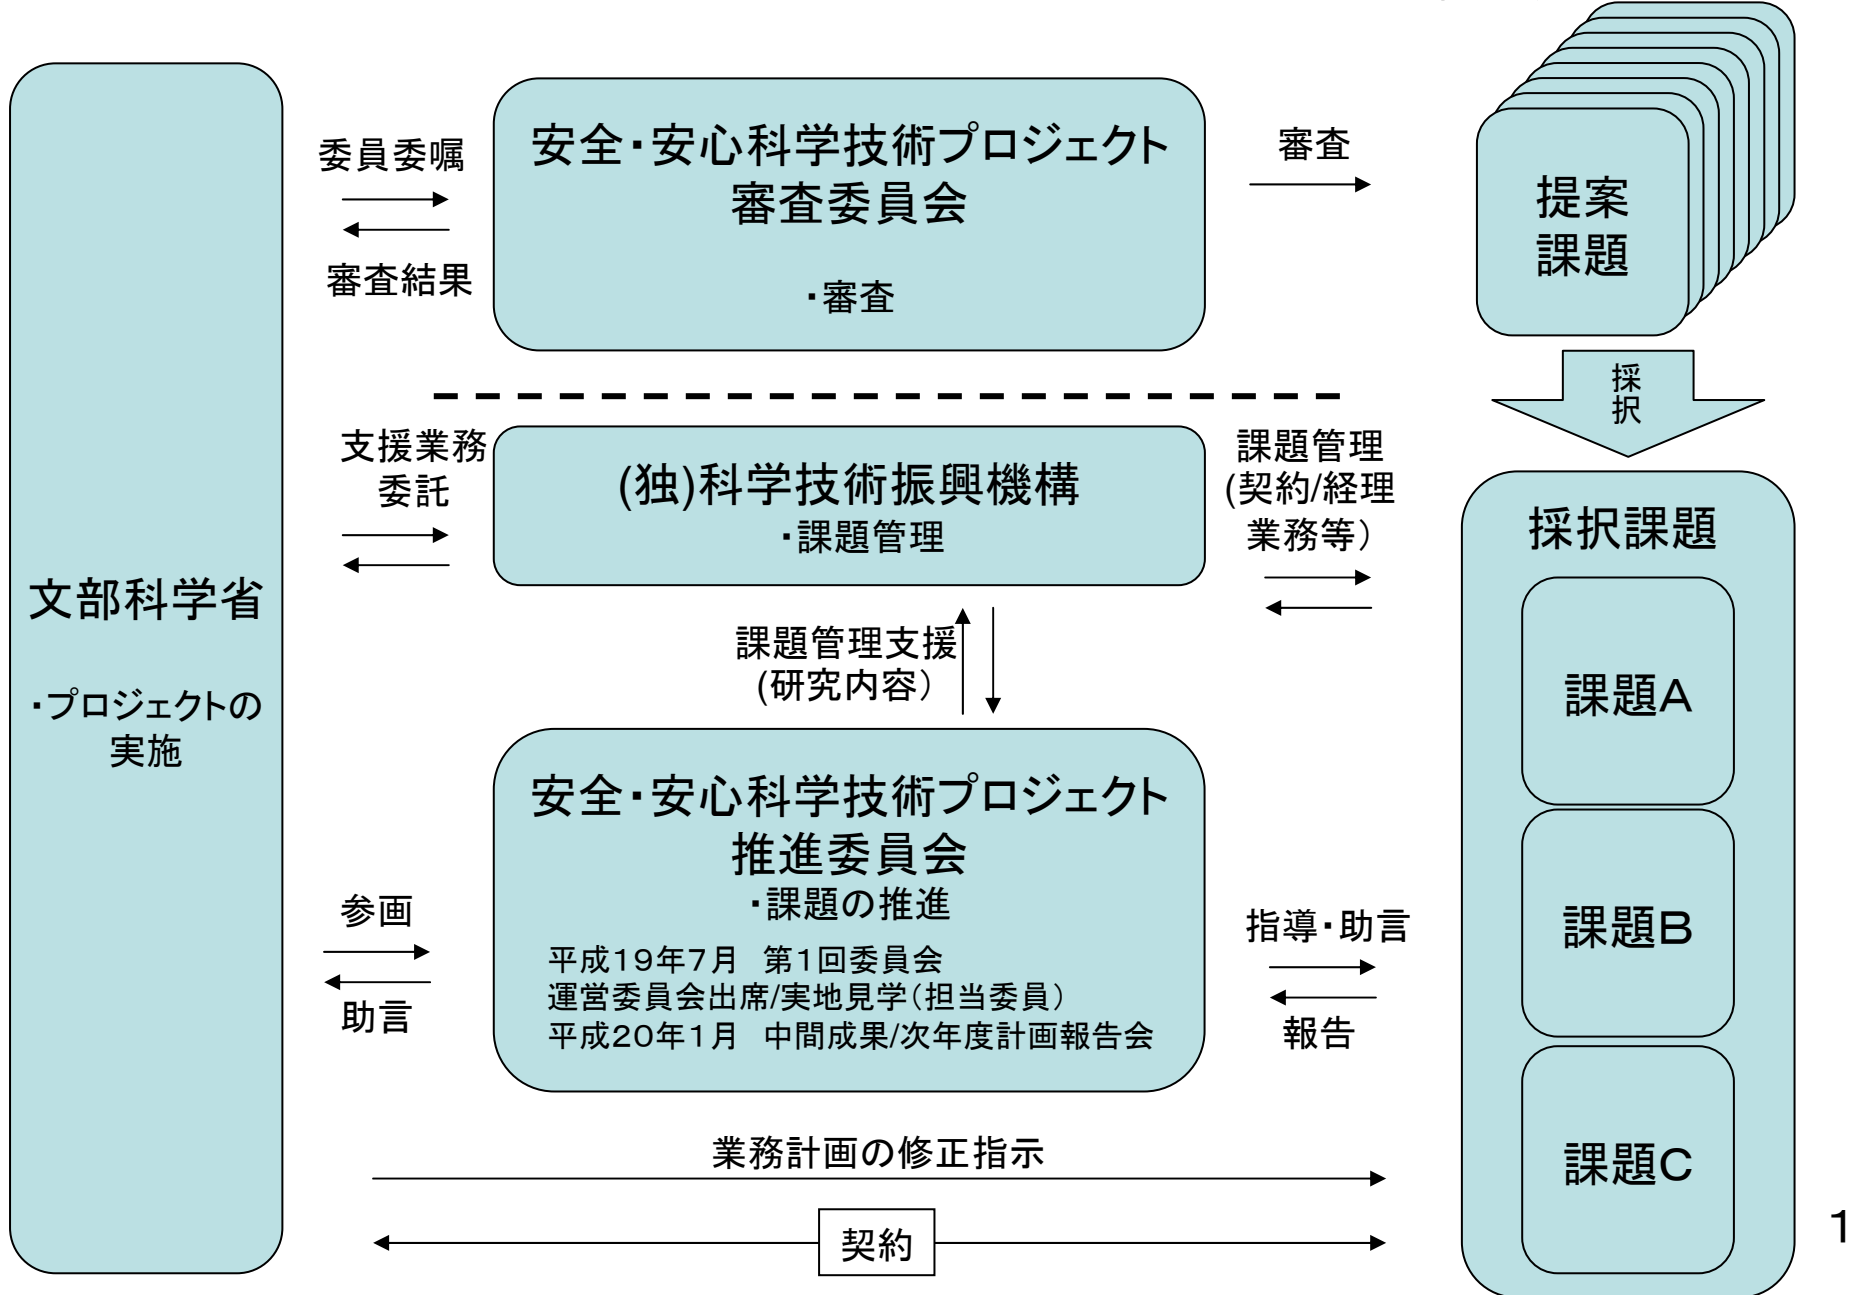 文部科学省
・プロジェクトの
実施
委員委嘱
審査結果
安全・安心科学技術プロジェクト
審査委員会
・審査
審査
提案
課題
採
択
支援業務
委託
(独)科学技術振興機構
・課題管理
課題管理
(契約/経理
業務等）
課題管理支援
(研究内容）
安全・安心科学技術プロジェクト
推進委員会
・課題の推進
平成１９年７月　第１回委員会
運営委員会出席/実地見学（担当委員）
平成２０年１月　中間成果/次年度計画報告会
参画
助言
指導・助言
報告
採択課題
課題Ａ
課題Ｂ
課題Ｃ
業務計画の修正指示
契約
1